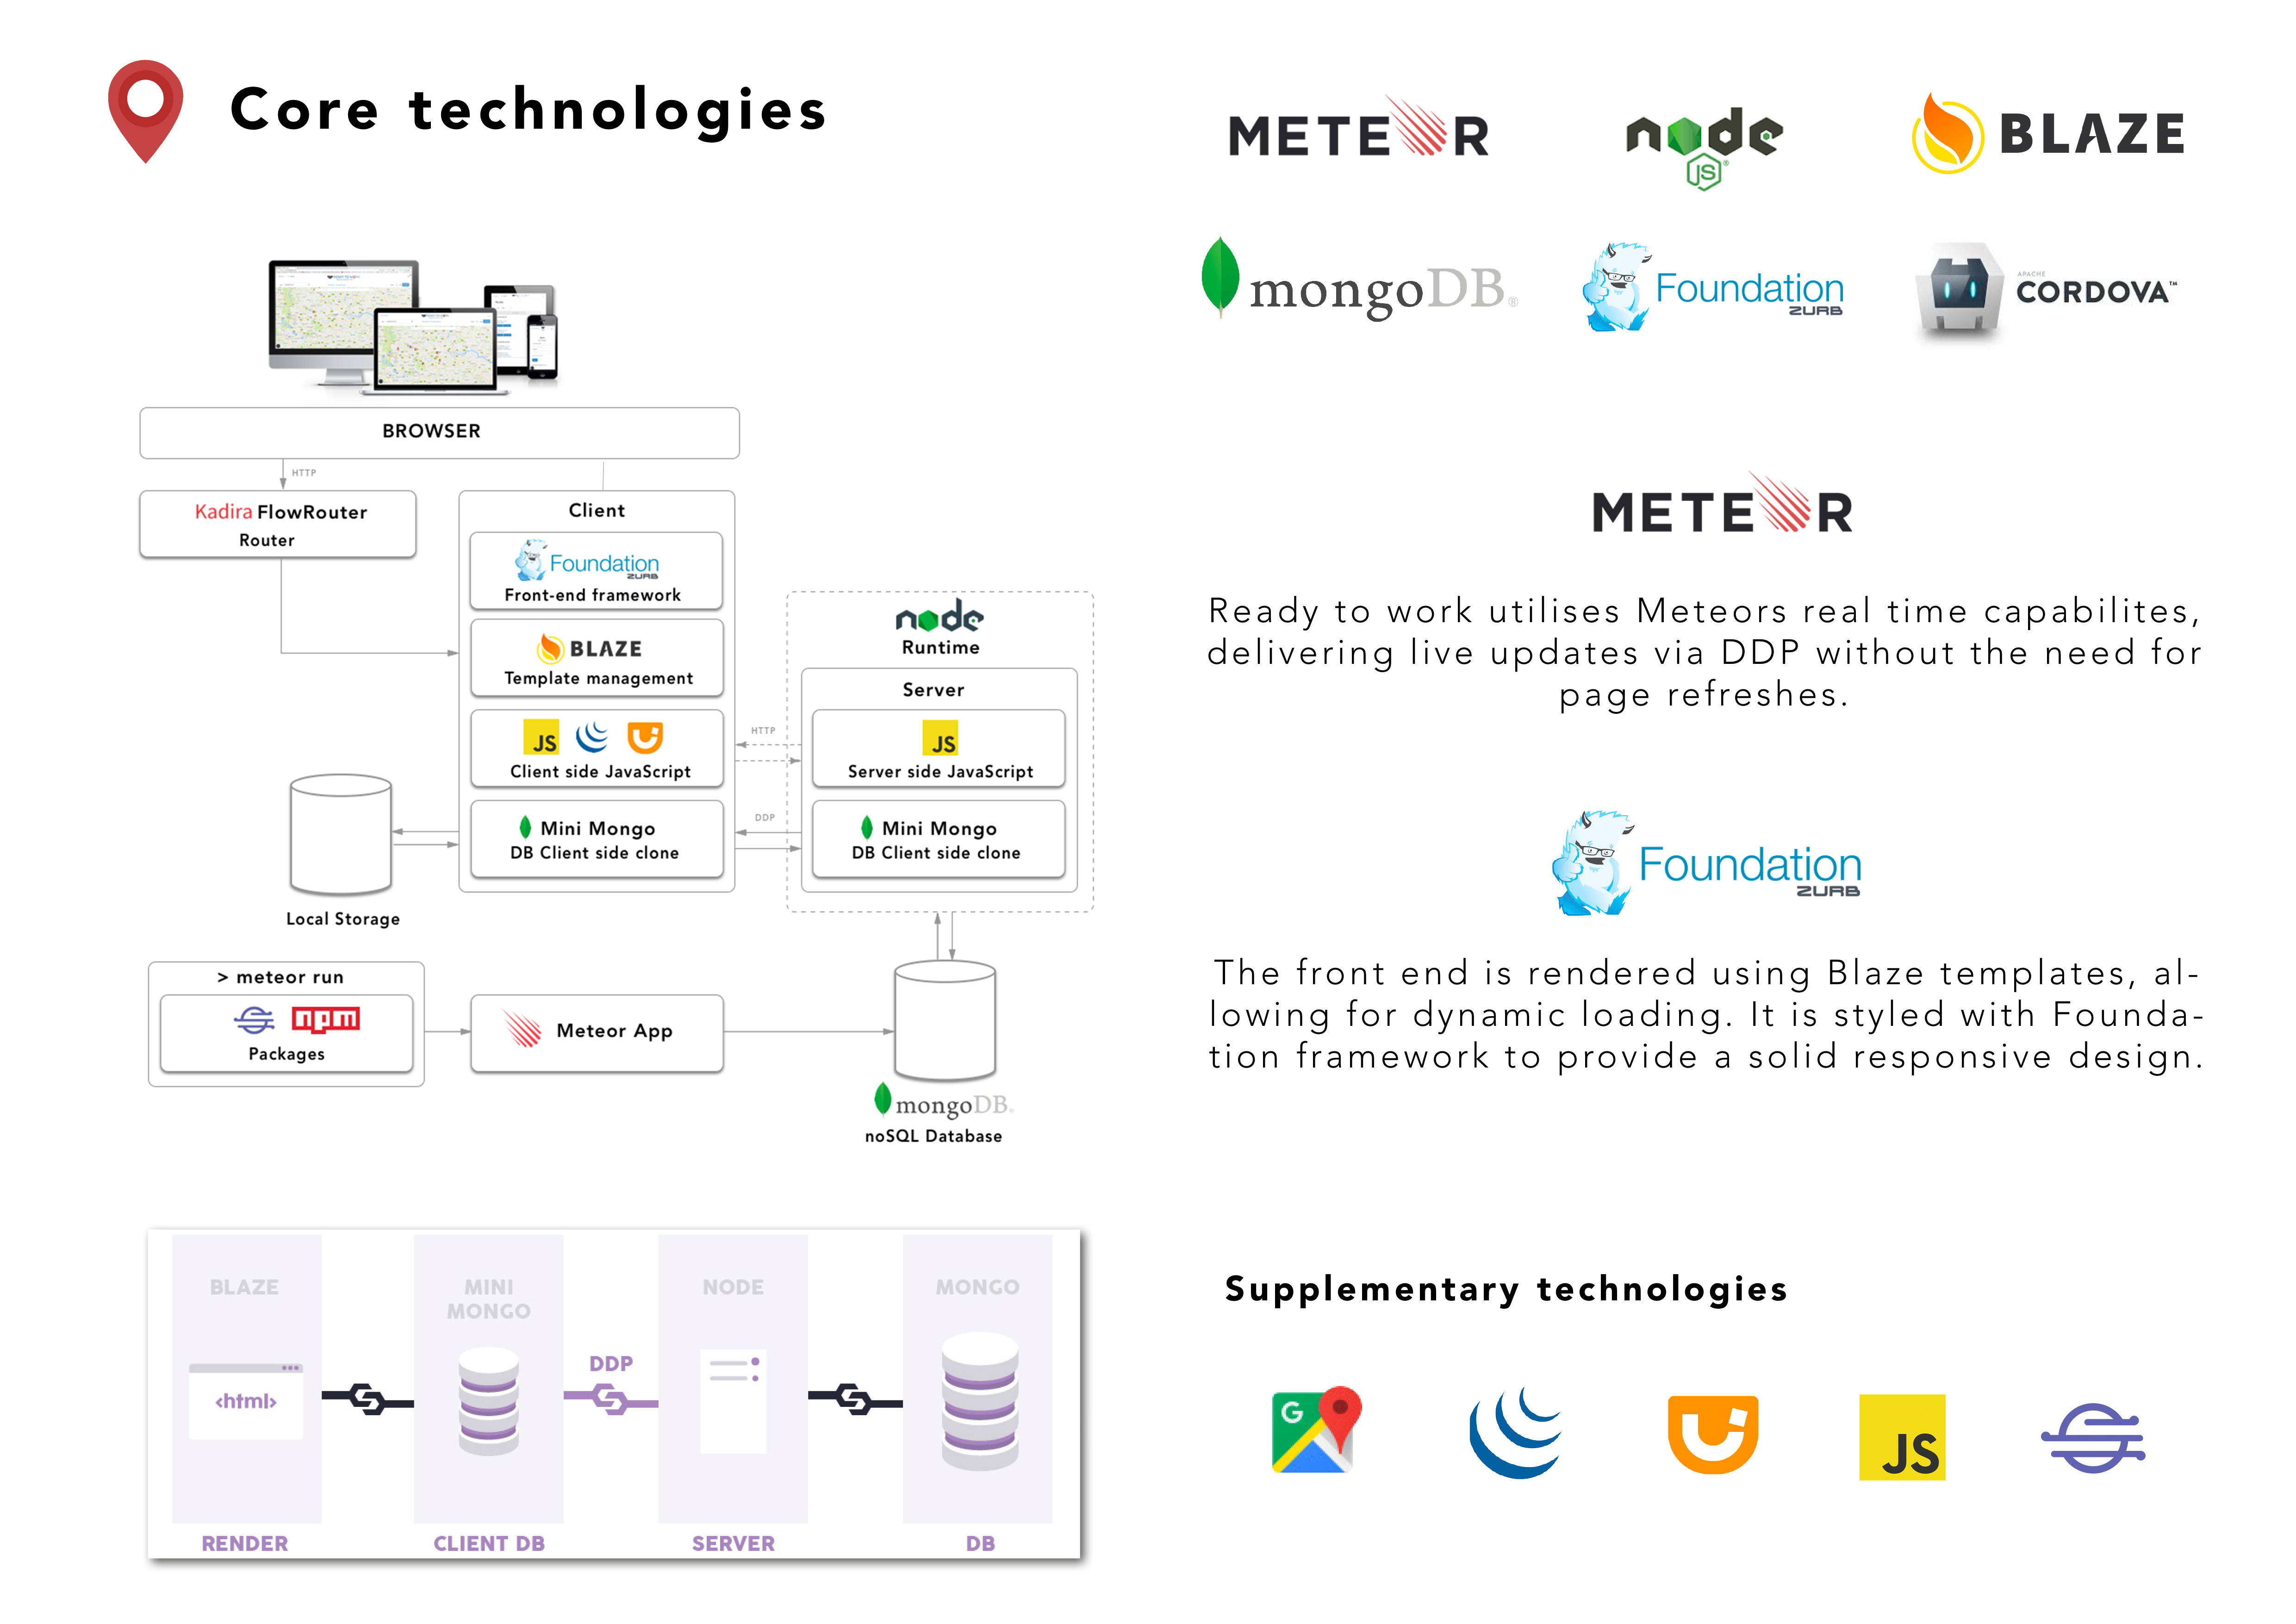 Core technologies
METEOR
node
JS
BLAZE
mongoDB®
Foundation
ZURB
APACHE
CORDOVA™
BROWSER
HTTP
Kadira FlowRouter
Router
Client
Foundation
ZURB
Front-end framework
BLAZE
Template management
JS
Client side JavaScript
Mini Mongo
DB Client side clone
node
Runtime
Server
JS
Server side JavaScript
Mini Mongo
DB Client side clone
HTTP
DDP
Local Storage
> meteor run
npm
Packages
Meteor App
mongoDB.
noSQL Database
METEOR
Ready to work utilises Meteors real time capabilites,
delivering live updates via DDP without the need for
page refreshes.
Foundation
ZURB
The front end is rendered using Blaze templates, al-
lowing for dynamic loading. It is styled with Founda-
tion framework to provide a solid responsive design.
BLAZE
<html>
RENDER
MINI
MONGO
CLIENT DB
DDP
NODE
SERVER
MONGO
DB
Supplementary technologies
G
JS